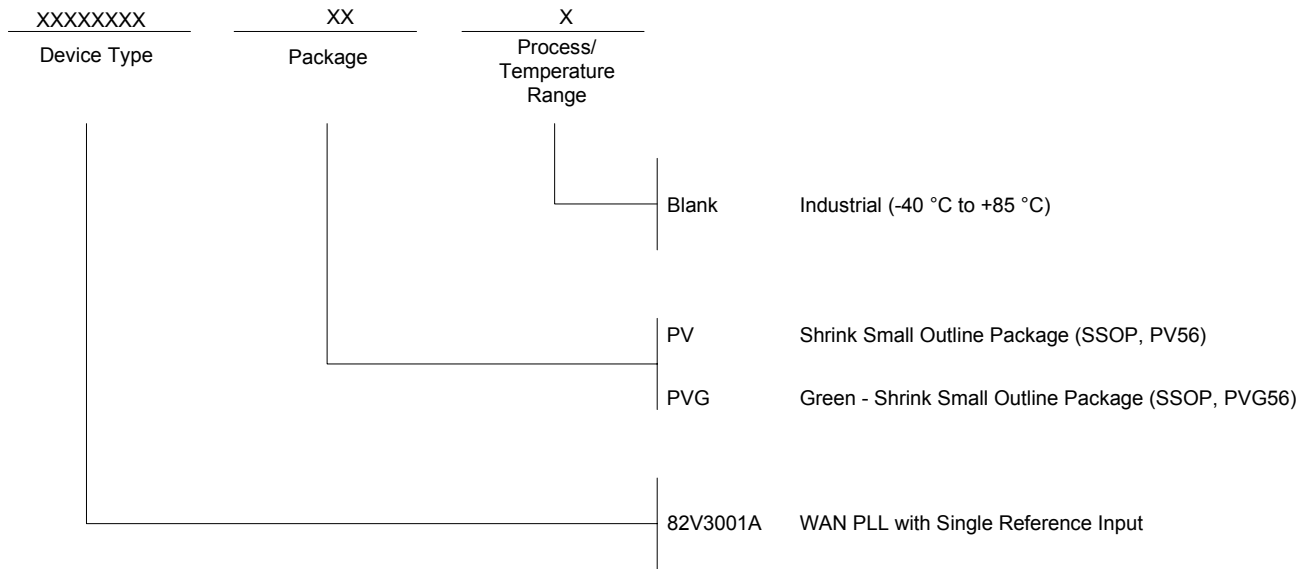 XXXXXXXX XX X
Device Type Package Process/
Temperature
Range
Blank Industrial (-40 °C to +85 °C)
PV Shrink Small Outline Package (SSOP, PV56)
PVG Green - Shrink Small Outline Package (SSOP, PVG56)
82V3001A WAN PLL with Single Reference Input